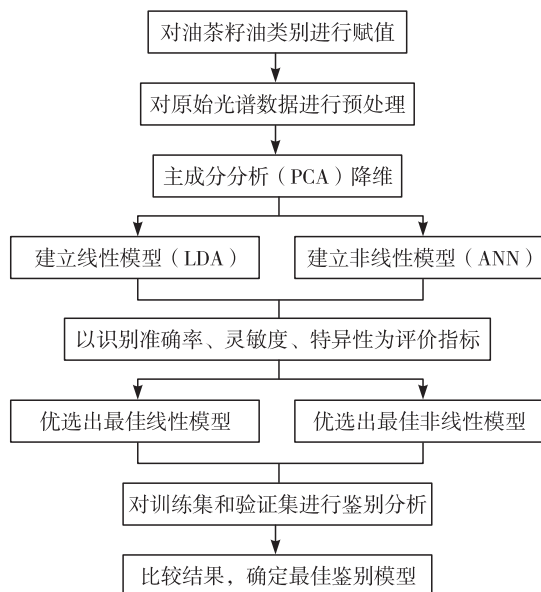 对油茶籽油类别进行赋值
对原始光谱数据进行预处理
主成分分析（PCA）降维
建立线性模型（LDA）
建立非线性模型（ANN）
以识别准确率、灵敏度、特异性为评价指标
优选出最佳线性模型
优选出最佳非线性模型
对训练集和验证集进行鉴别分析
比较结果，确定最佳鉴别模型